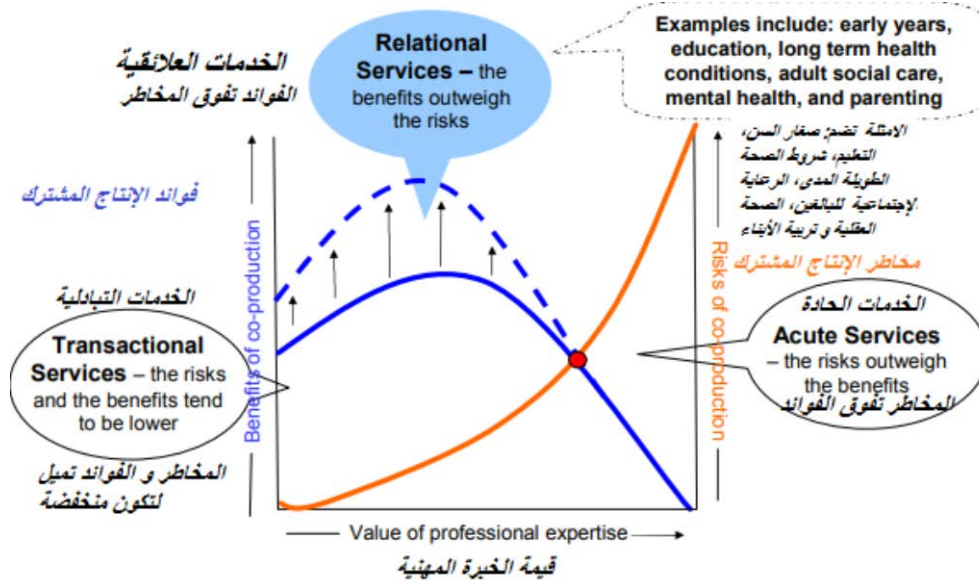 الخدمات العلائقية
الفوائد تفوق المخاطر
Relational
Services – the
benefits outweigh
the risks
Examples include: early years,
education, long term health
conditions, adult social care,
mental health, and parenting
الامثلة تضم: صغار السن،
التعليم، شروط الصحة
الطويلة المدى، الرعاية
لإجتماعية للبالغين، الصحة
العقلية و تربية الأبناء
فوائد الإنتاج المشترك
Benefits of co-production
Risks of co-production
مخاطر الإنتاج المشترك
الخدمات التبادلية
Transactional
Services – the risks
and the benefits tend
to be lower
المخاطر و الفوائد تميل
لتكون منخفضة
الخدمات الحادة
Acute Services
– the risks outweigh
the benefits
المخاطر تفوق الفوائد
Value of professional expertise
قيمة الخبرة المهنية